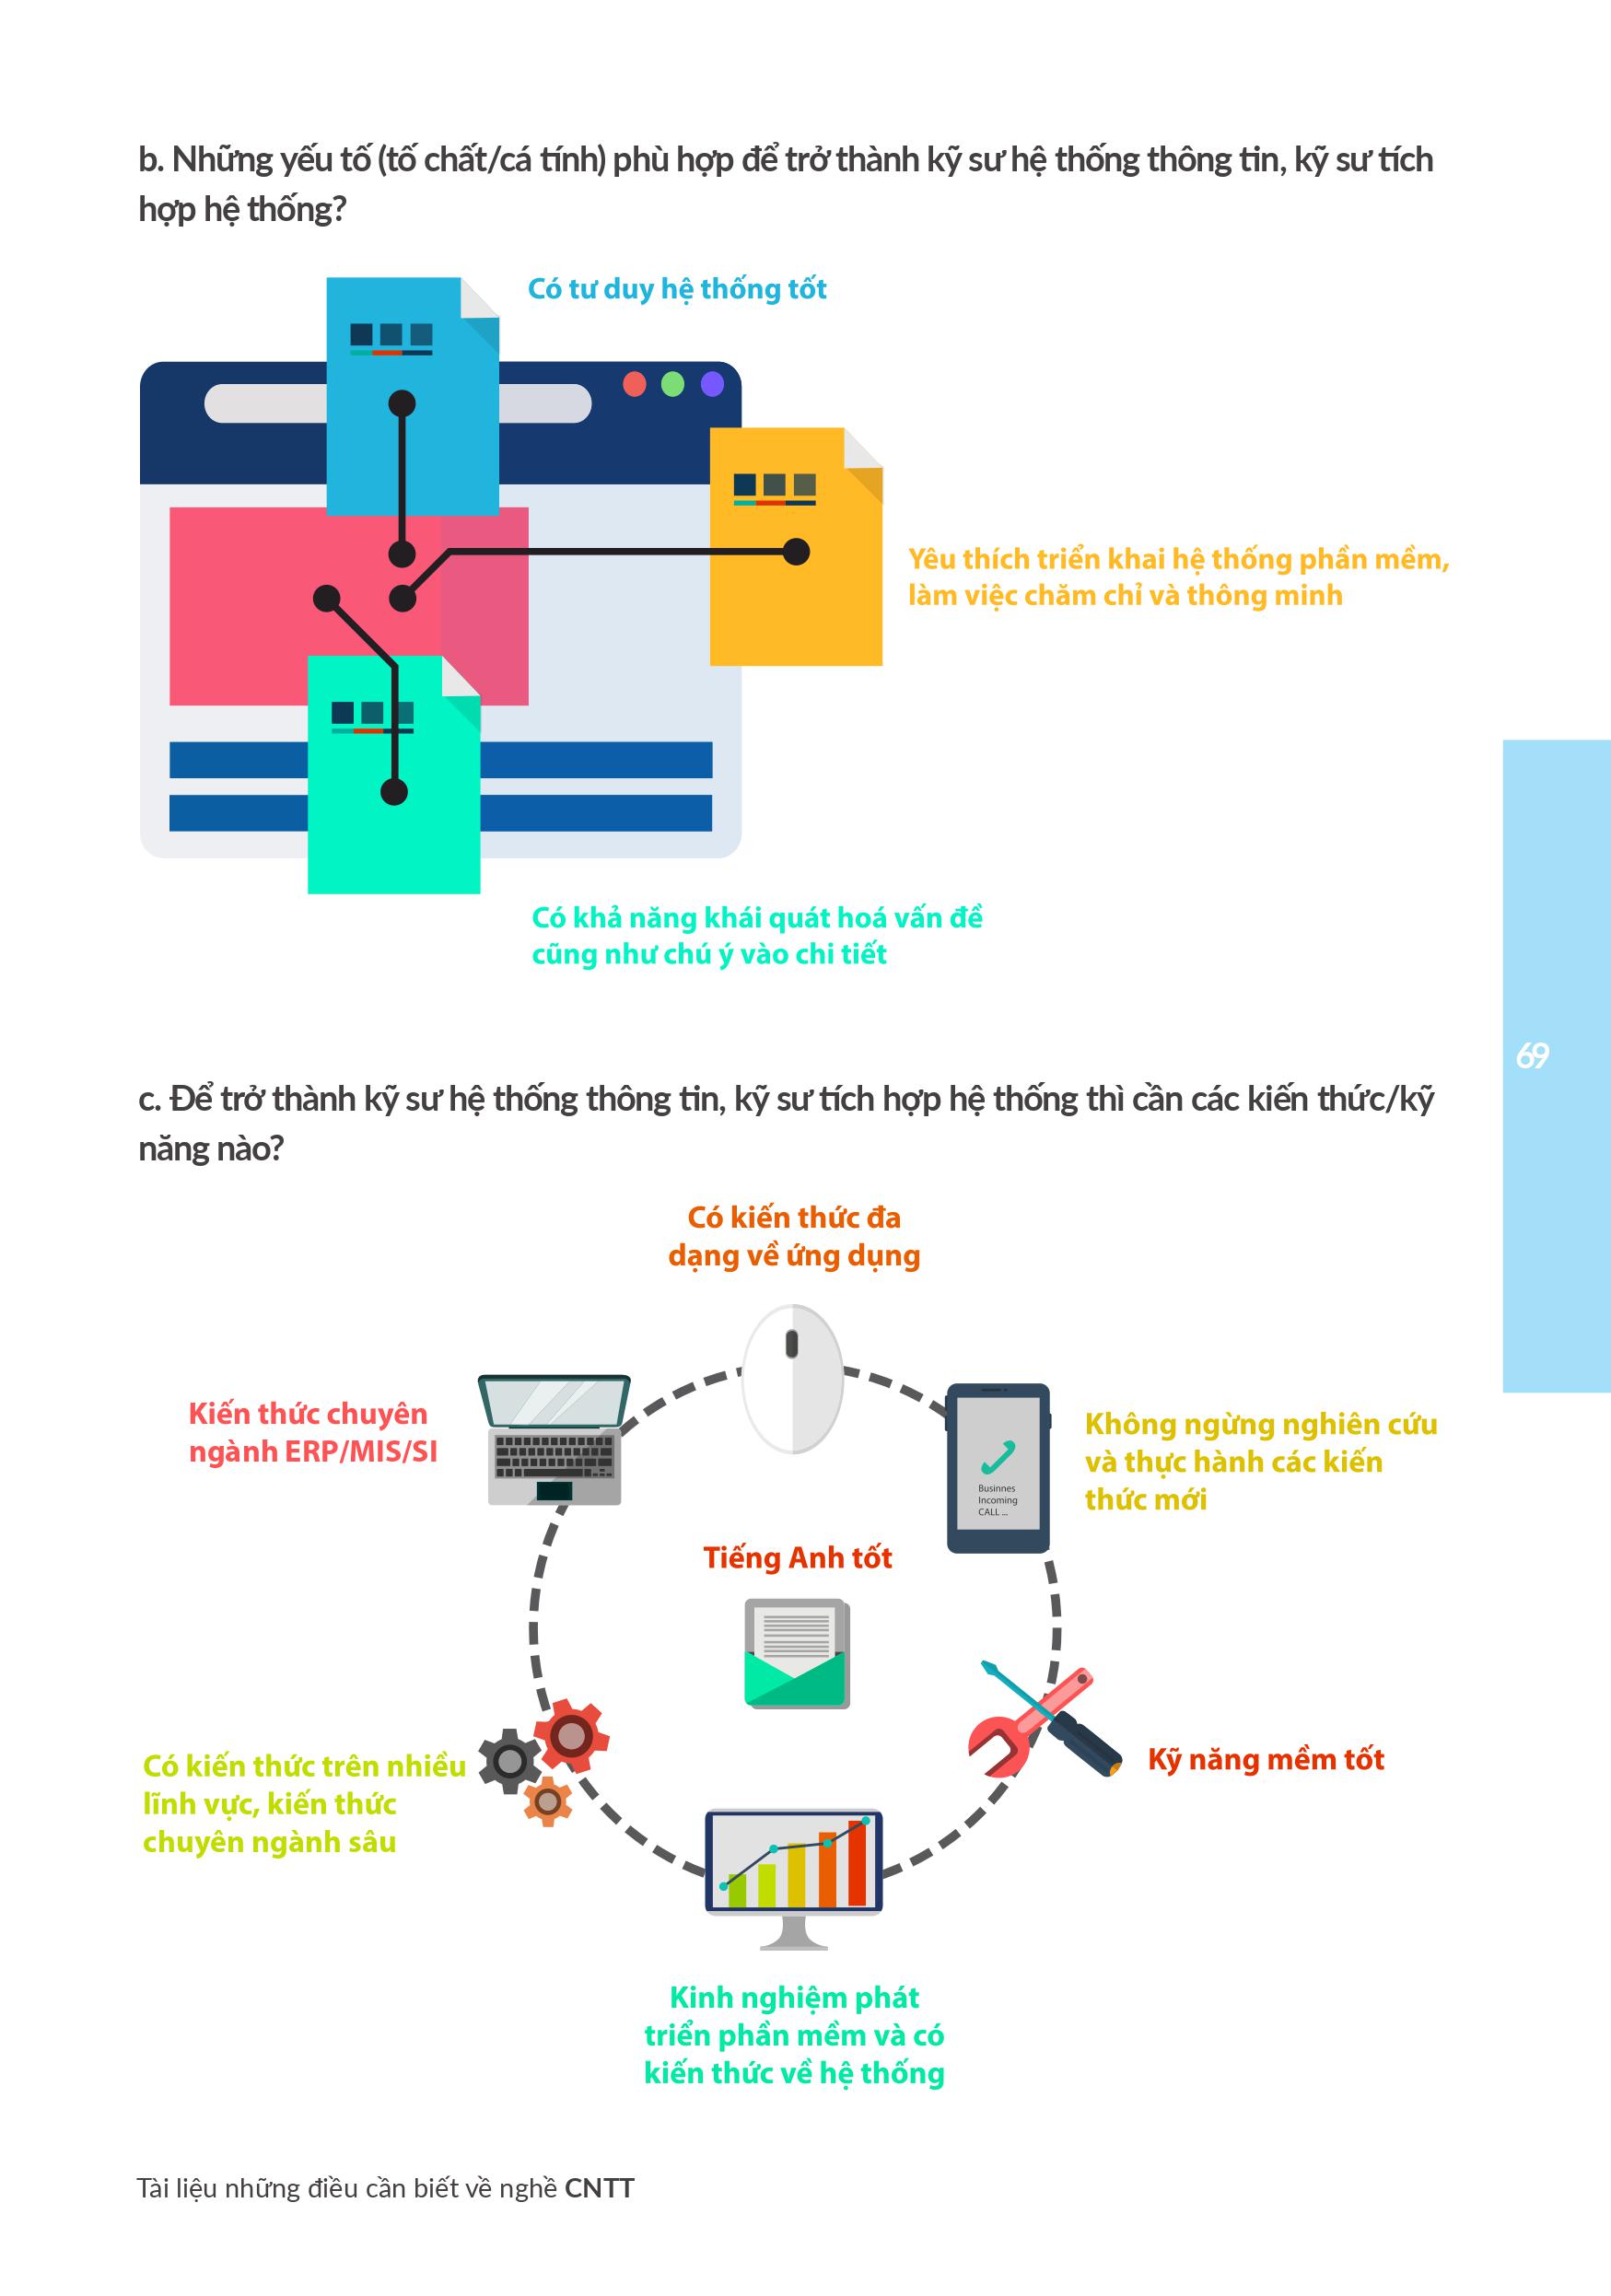 b. Những yếu tố (tố chất/cá tính) phù hợp để trở thành kỹ sư hệ thống thông tin, kỹ sư tích
hợp hệ thống?
Có tư duy hệ thống tốt
Yêu thích triển khai hệ thống phần mềm,
làm việc chăm chỉ và thông minh
Có khả năng khái quát hoá vấn đề
cũng như chú ý vào chi tiết
69
c. Để trở thành kỹ sư hệ thống thông tin, kỹ sư tích hợp hệ thống thì cần các kiến thức/kỹ
năng nào?
Có kiến thức đa
dạng về ứng dụng
Kiến thức chuyên
ngành ERP/MIS/SI
Không ngừng nghiên cứu
và thực hành các kiến
thức mới
Businnes
Incoming
CALL ...
Tiếng Anh tốt
Có kiến thức trên nhiều
lĩnh vực, kiến thức
chuyên ngành sâu
Kỹ năng mềm tốt
Kinh nghiệm phát
triển phần mềm và có
kiến thức về hệ thống
Tài liệu những điều cần biết về nghề CNTT